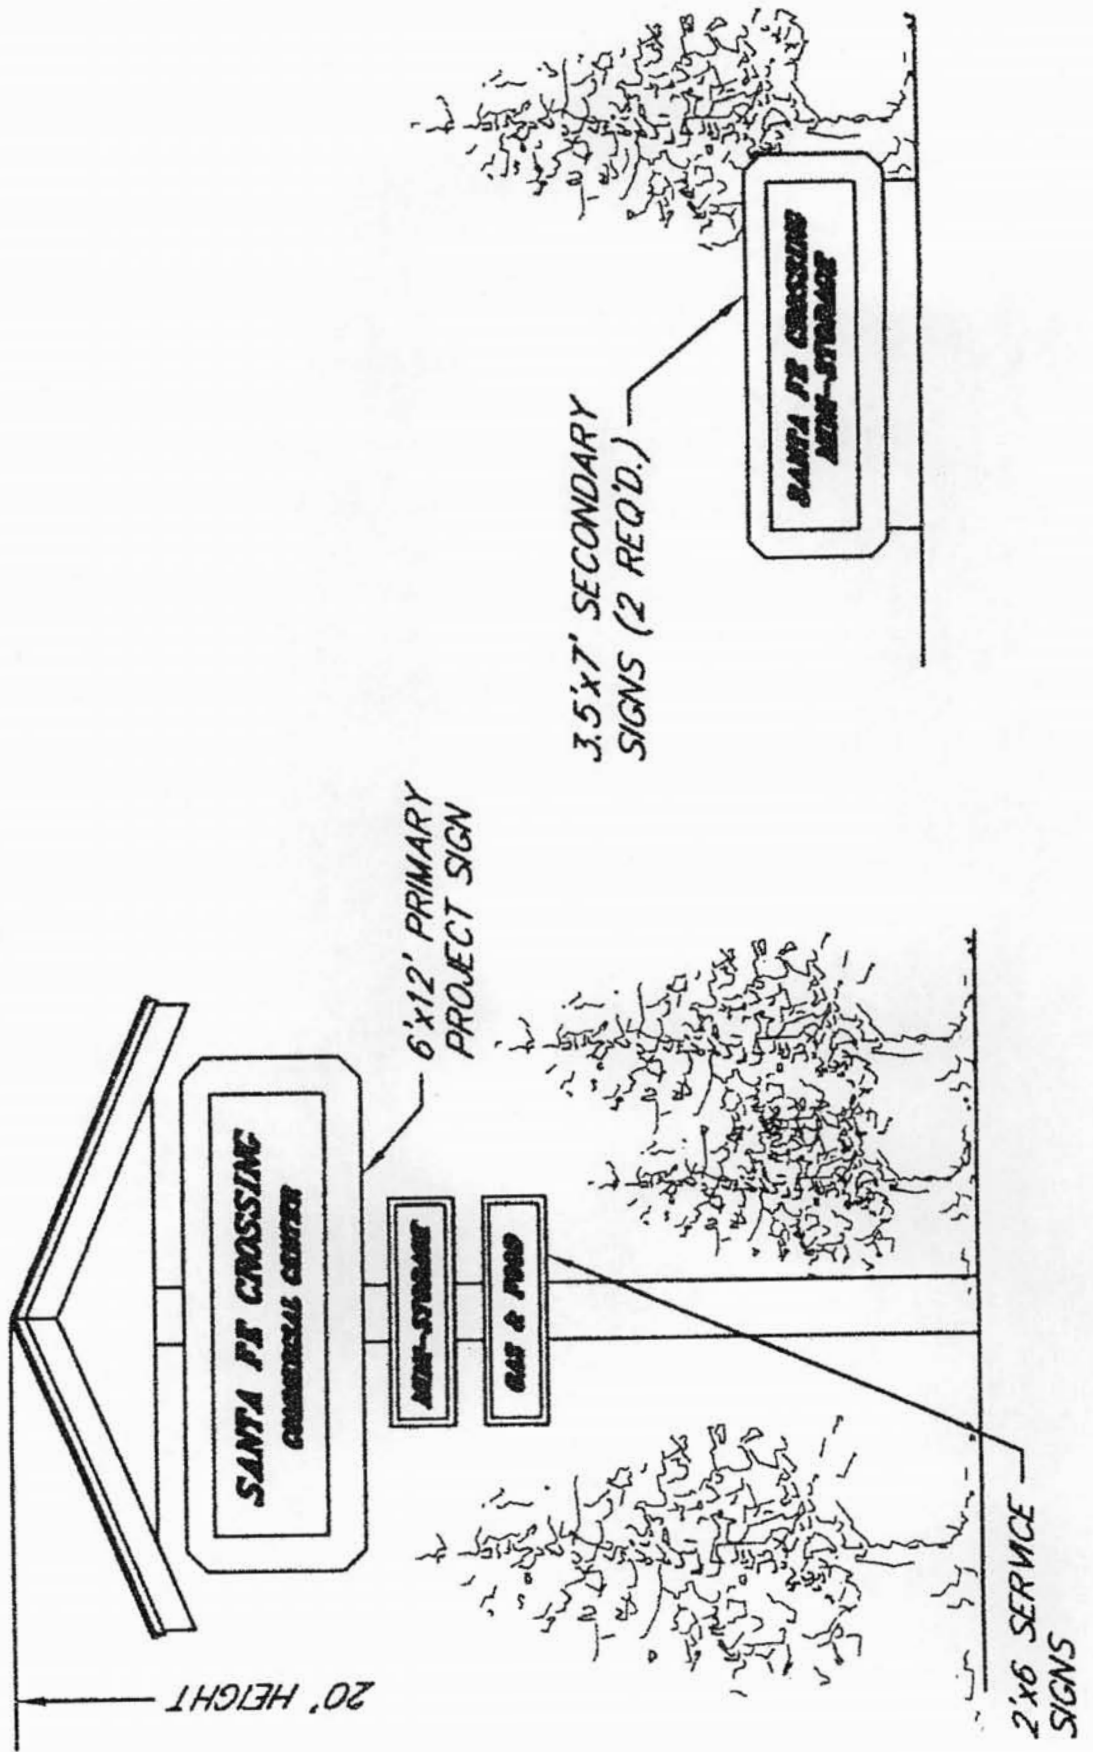 20' HEIGHT
SANTA FE CROSSING
COMMERCIAL CENTER
6'x12' PRIMARY
PROJECT SIGN
MINI-STORAGE
GAS & FOOD
2'x6 SERVICE
SIGNS
3.5'x7' SECONDARY
SIGNS (2 REQ'D.)
SANTA FE CROSSING
MINI-STORAGE